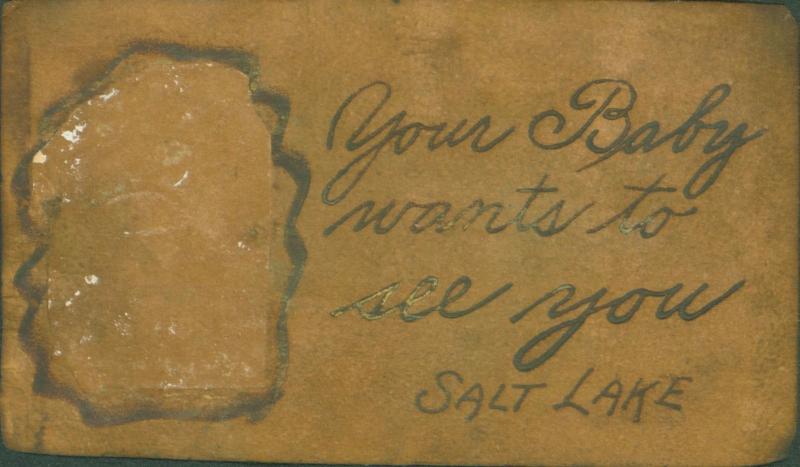 Your Baby
wants to
see you
SALT LAKE